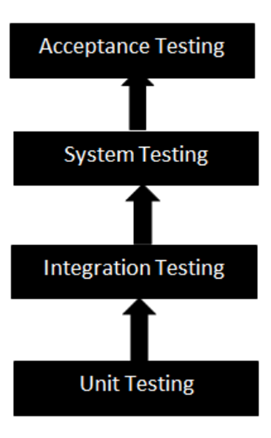 Acceptance Testing
System Testing
Integration Testing
Unit Testing